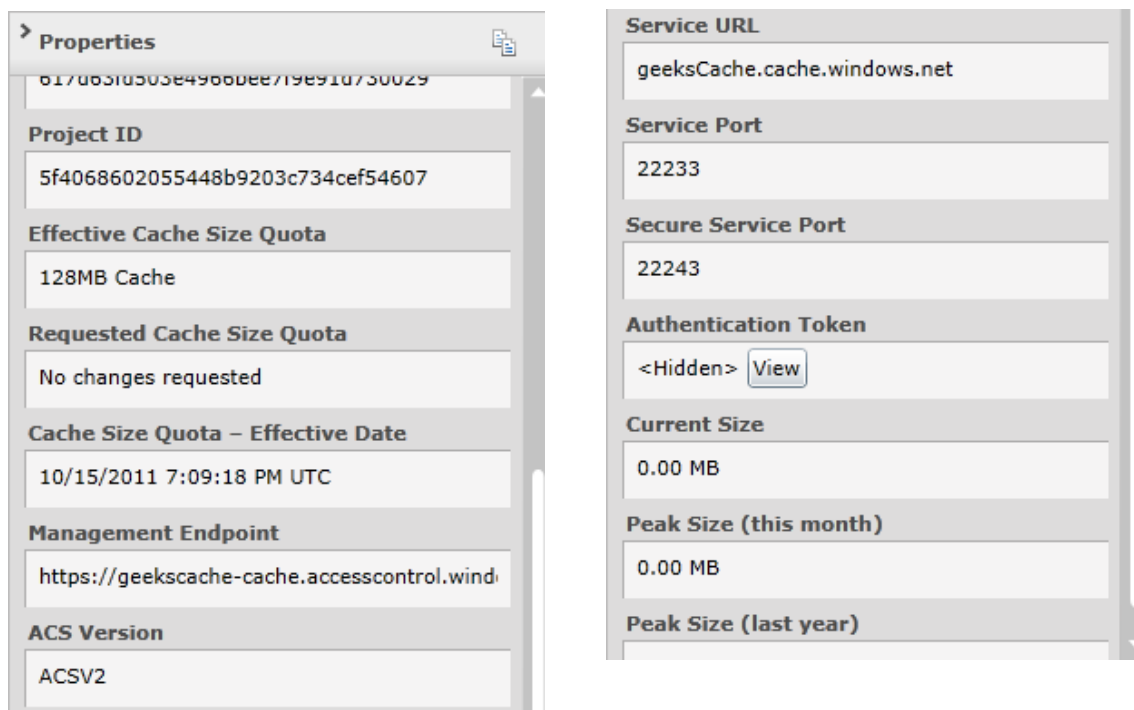 Properties
Project ID
5f4068602055448b9203c734cef54607
Effective Cache Size Quota
128MB Cache
Requested Cache Size Quota
No changes requested
Cache Size Quota – Effective Date
10/15/2011 7:09:18 PM UTC
Management Endpoint
https://geekscache-cache.accesscontrol.wind
ACS Version
ACSV2
Service URL
geeksCache.cache.windows.net
Service Port
22233
Secure Service Port
22243
Authentication Token
<Hidden> View
Current Size
0.00 MB
Peak Size (this month)
0.00 MB
Peak Size (last year)